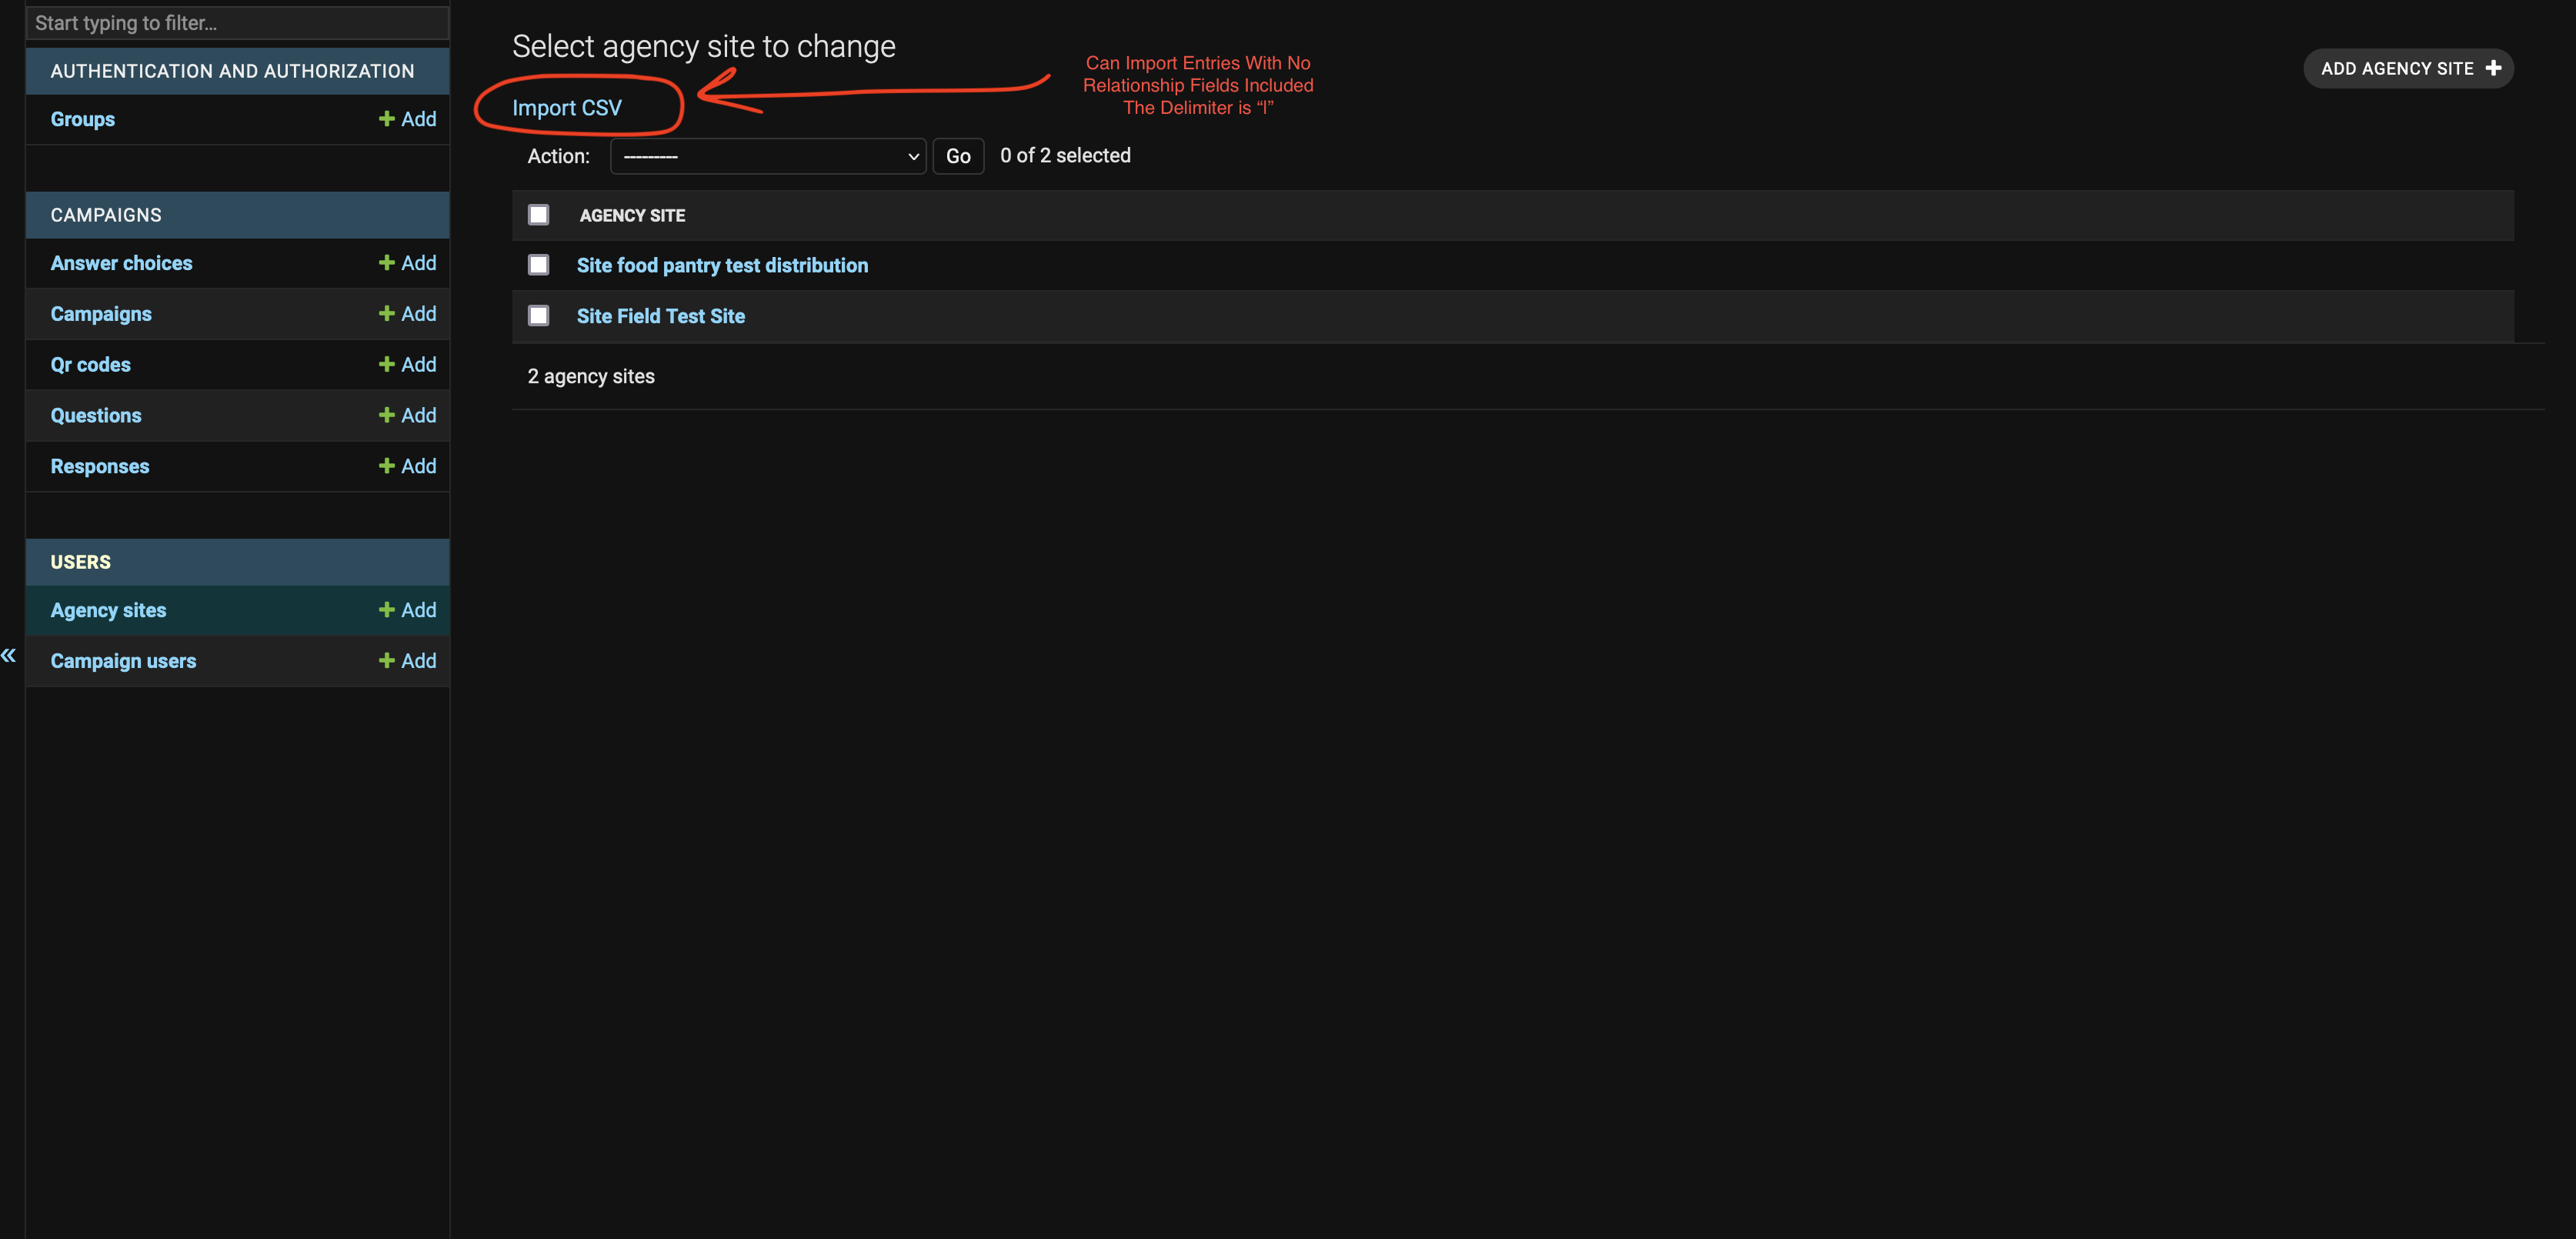 Start typing to filter...
AUTHENTICATION AND AUTHORIZATION
Groups + Add
CAMPAIGNS
Answer choices + Add
Campaigns + Add
Qr codes + Add
Questions + Add
Responses + Add
USERS
Agency sites + Add
Campaign users + Add
«
Select agency site to change
Import CSV
Can Import Entries With No
Relationship Fields Included
The Delimiter is “|”
ADD AGENCY SITE +
Action: --------- Go 0 of 2 selected
AGENCY SITE
Site food pantry test distribution
Site Field Test Site
2 agency sites